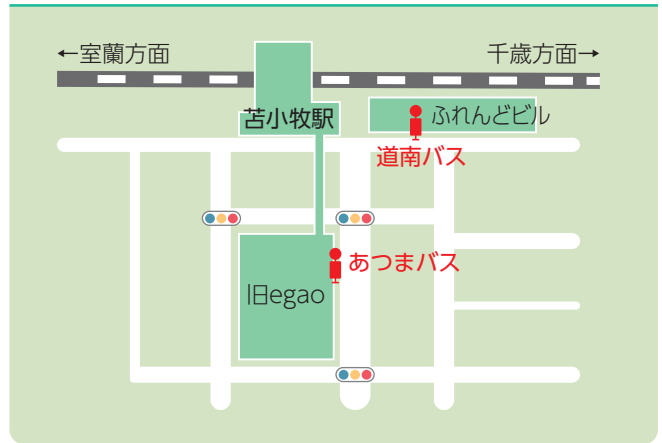 ←室蘭方面
千歳方面→
苫小牧駅
ふれんどビル
道南バス
あつまバス
旧egao